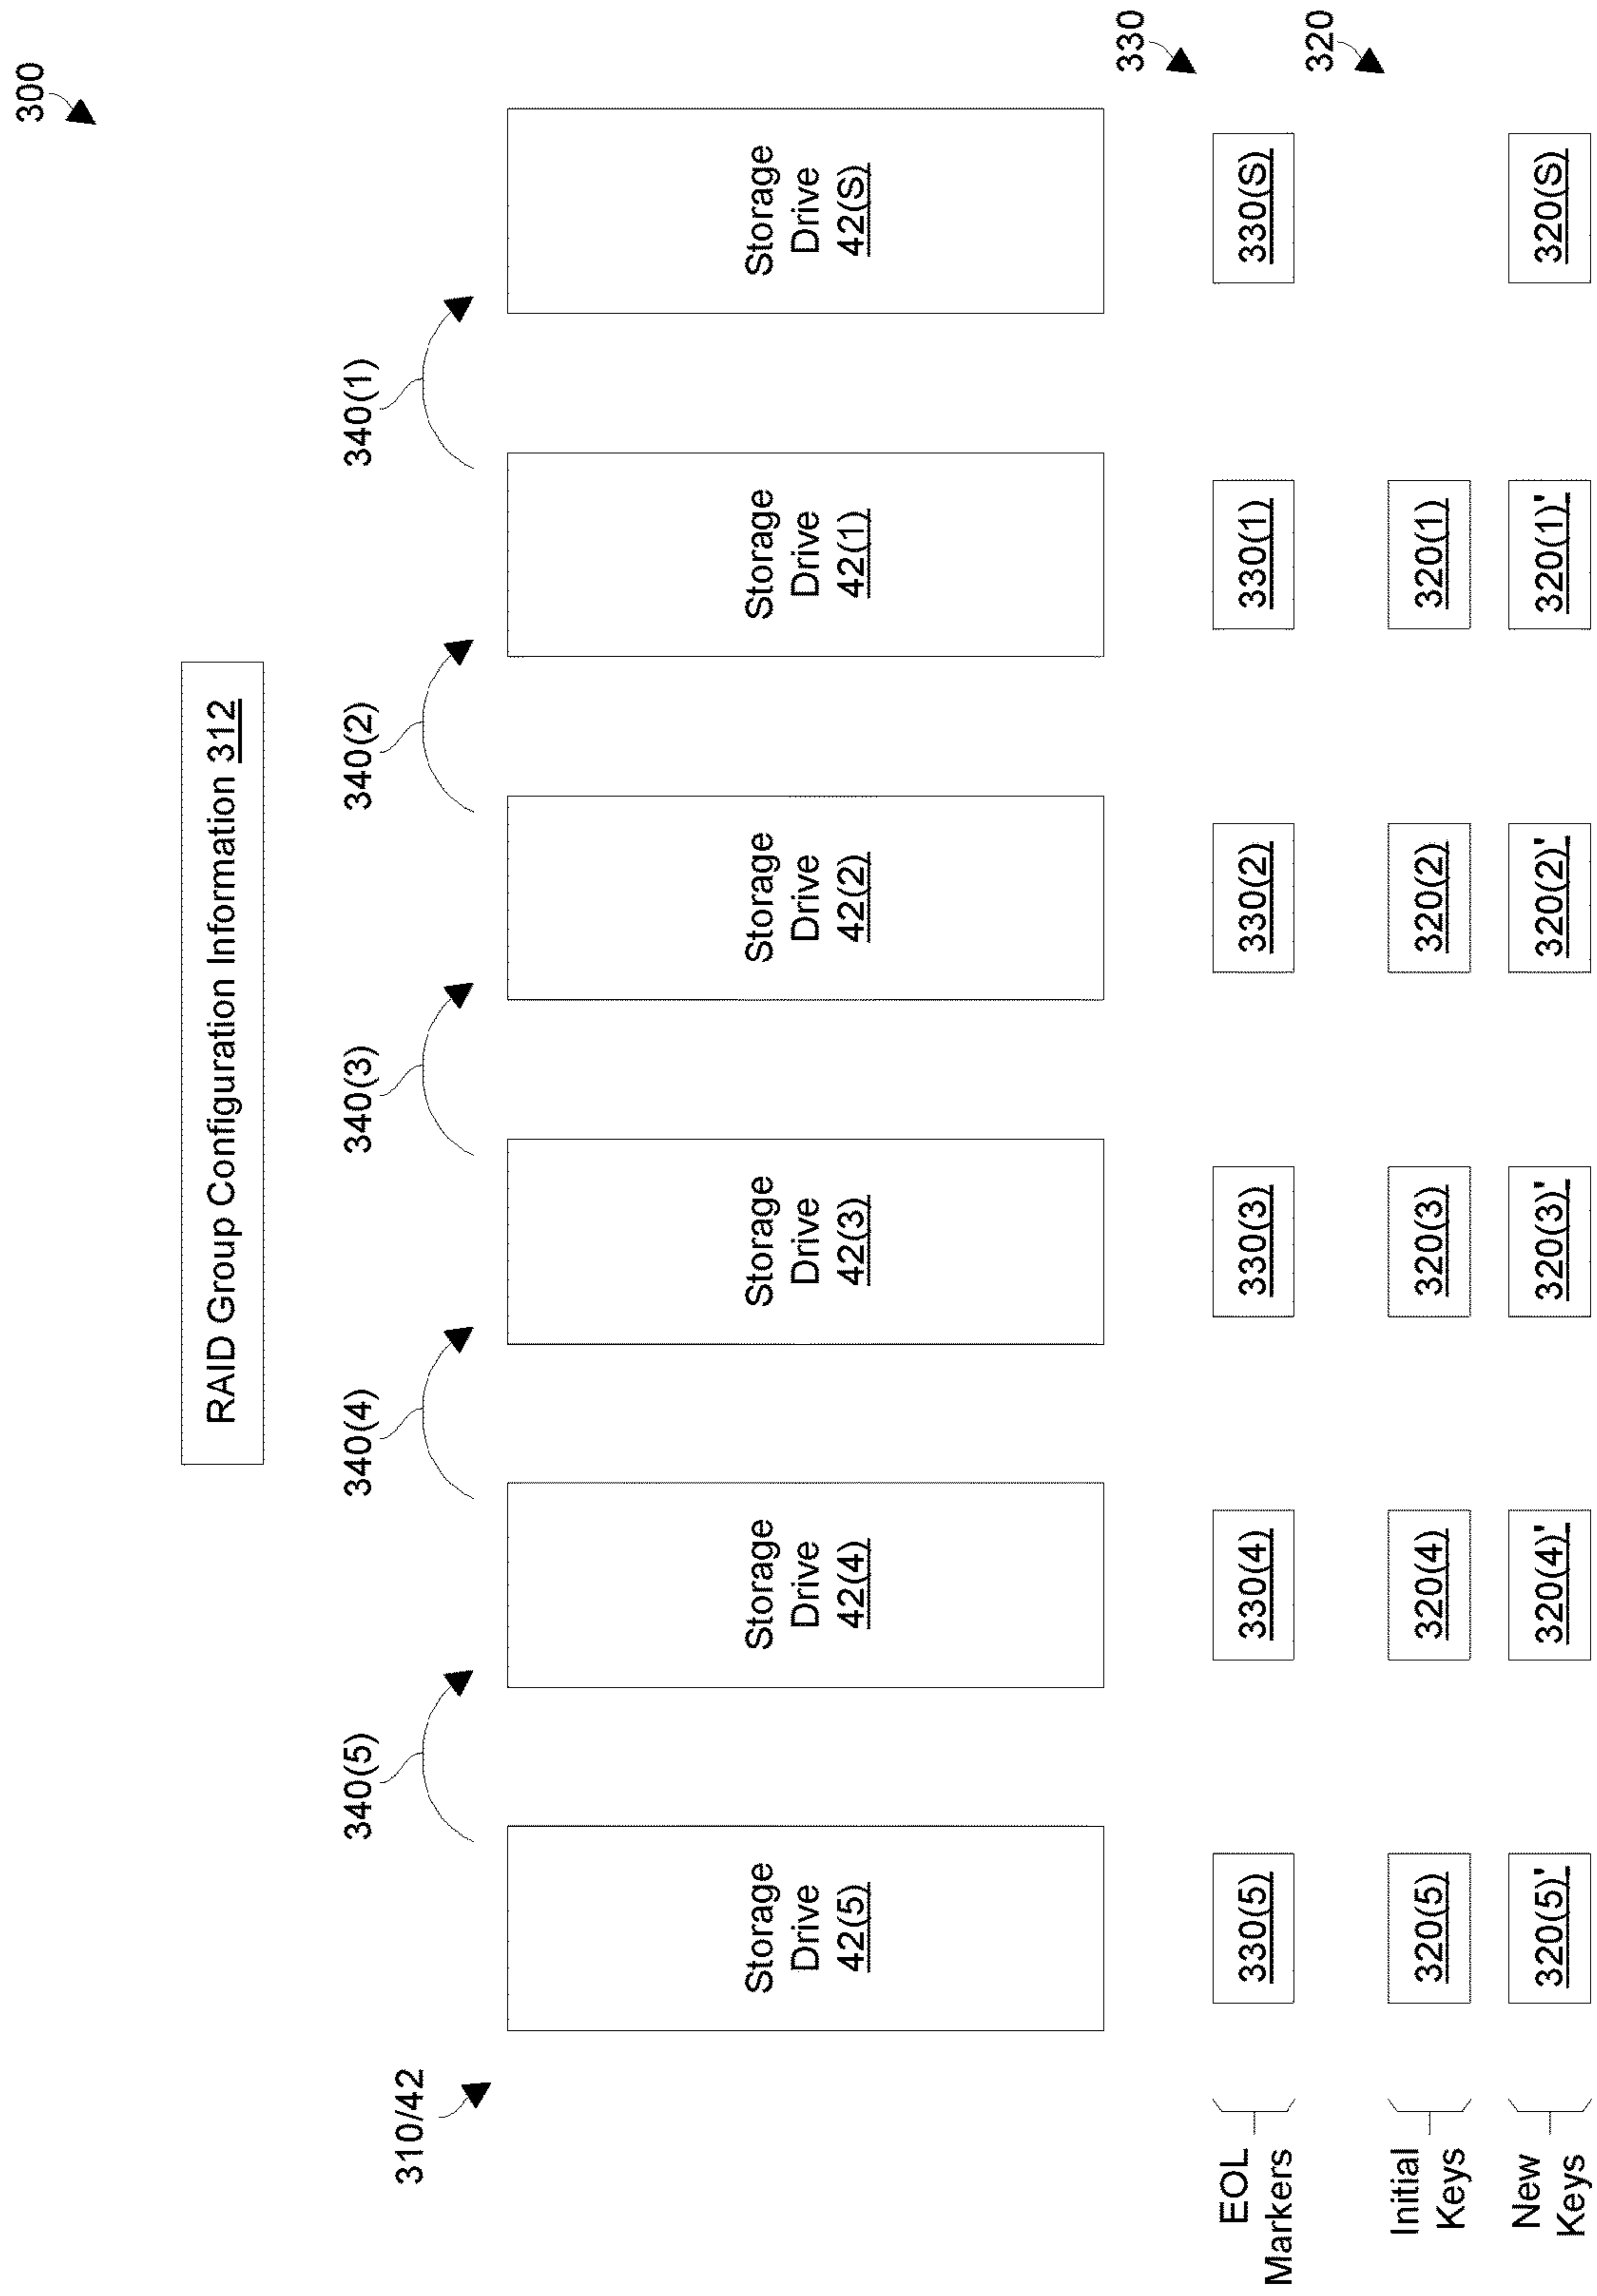 300
RAID Group Configuration Information 312
340(5)
340(4)
340(3)
340(2)
340(1)
310/42
Storage
Drive
42(5)
Storage
Drive
42(4)
Storage
Drive
42(3)
Storage
Drive
42(2)
Storage
Drive
42(1)
Storage
Drive
42(S)
330
EOL
Markers
330(5)
330(4)
330(3)
330(2)
330(1)
330(S)
320
Initial
Keys
320(5)
320(4)
320(3)
320(2)
320(1)
New
Keys
320(5)'
320(4)'
320(3)'
320(2)'
320(1)'
320(S)